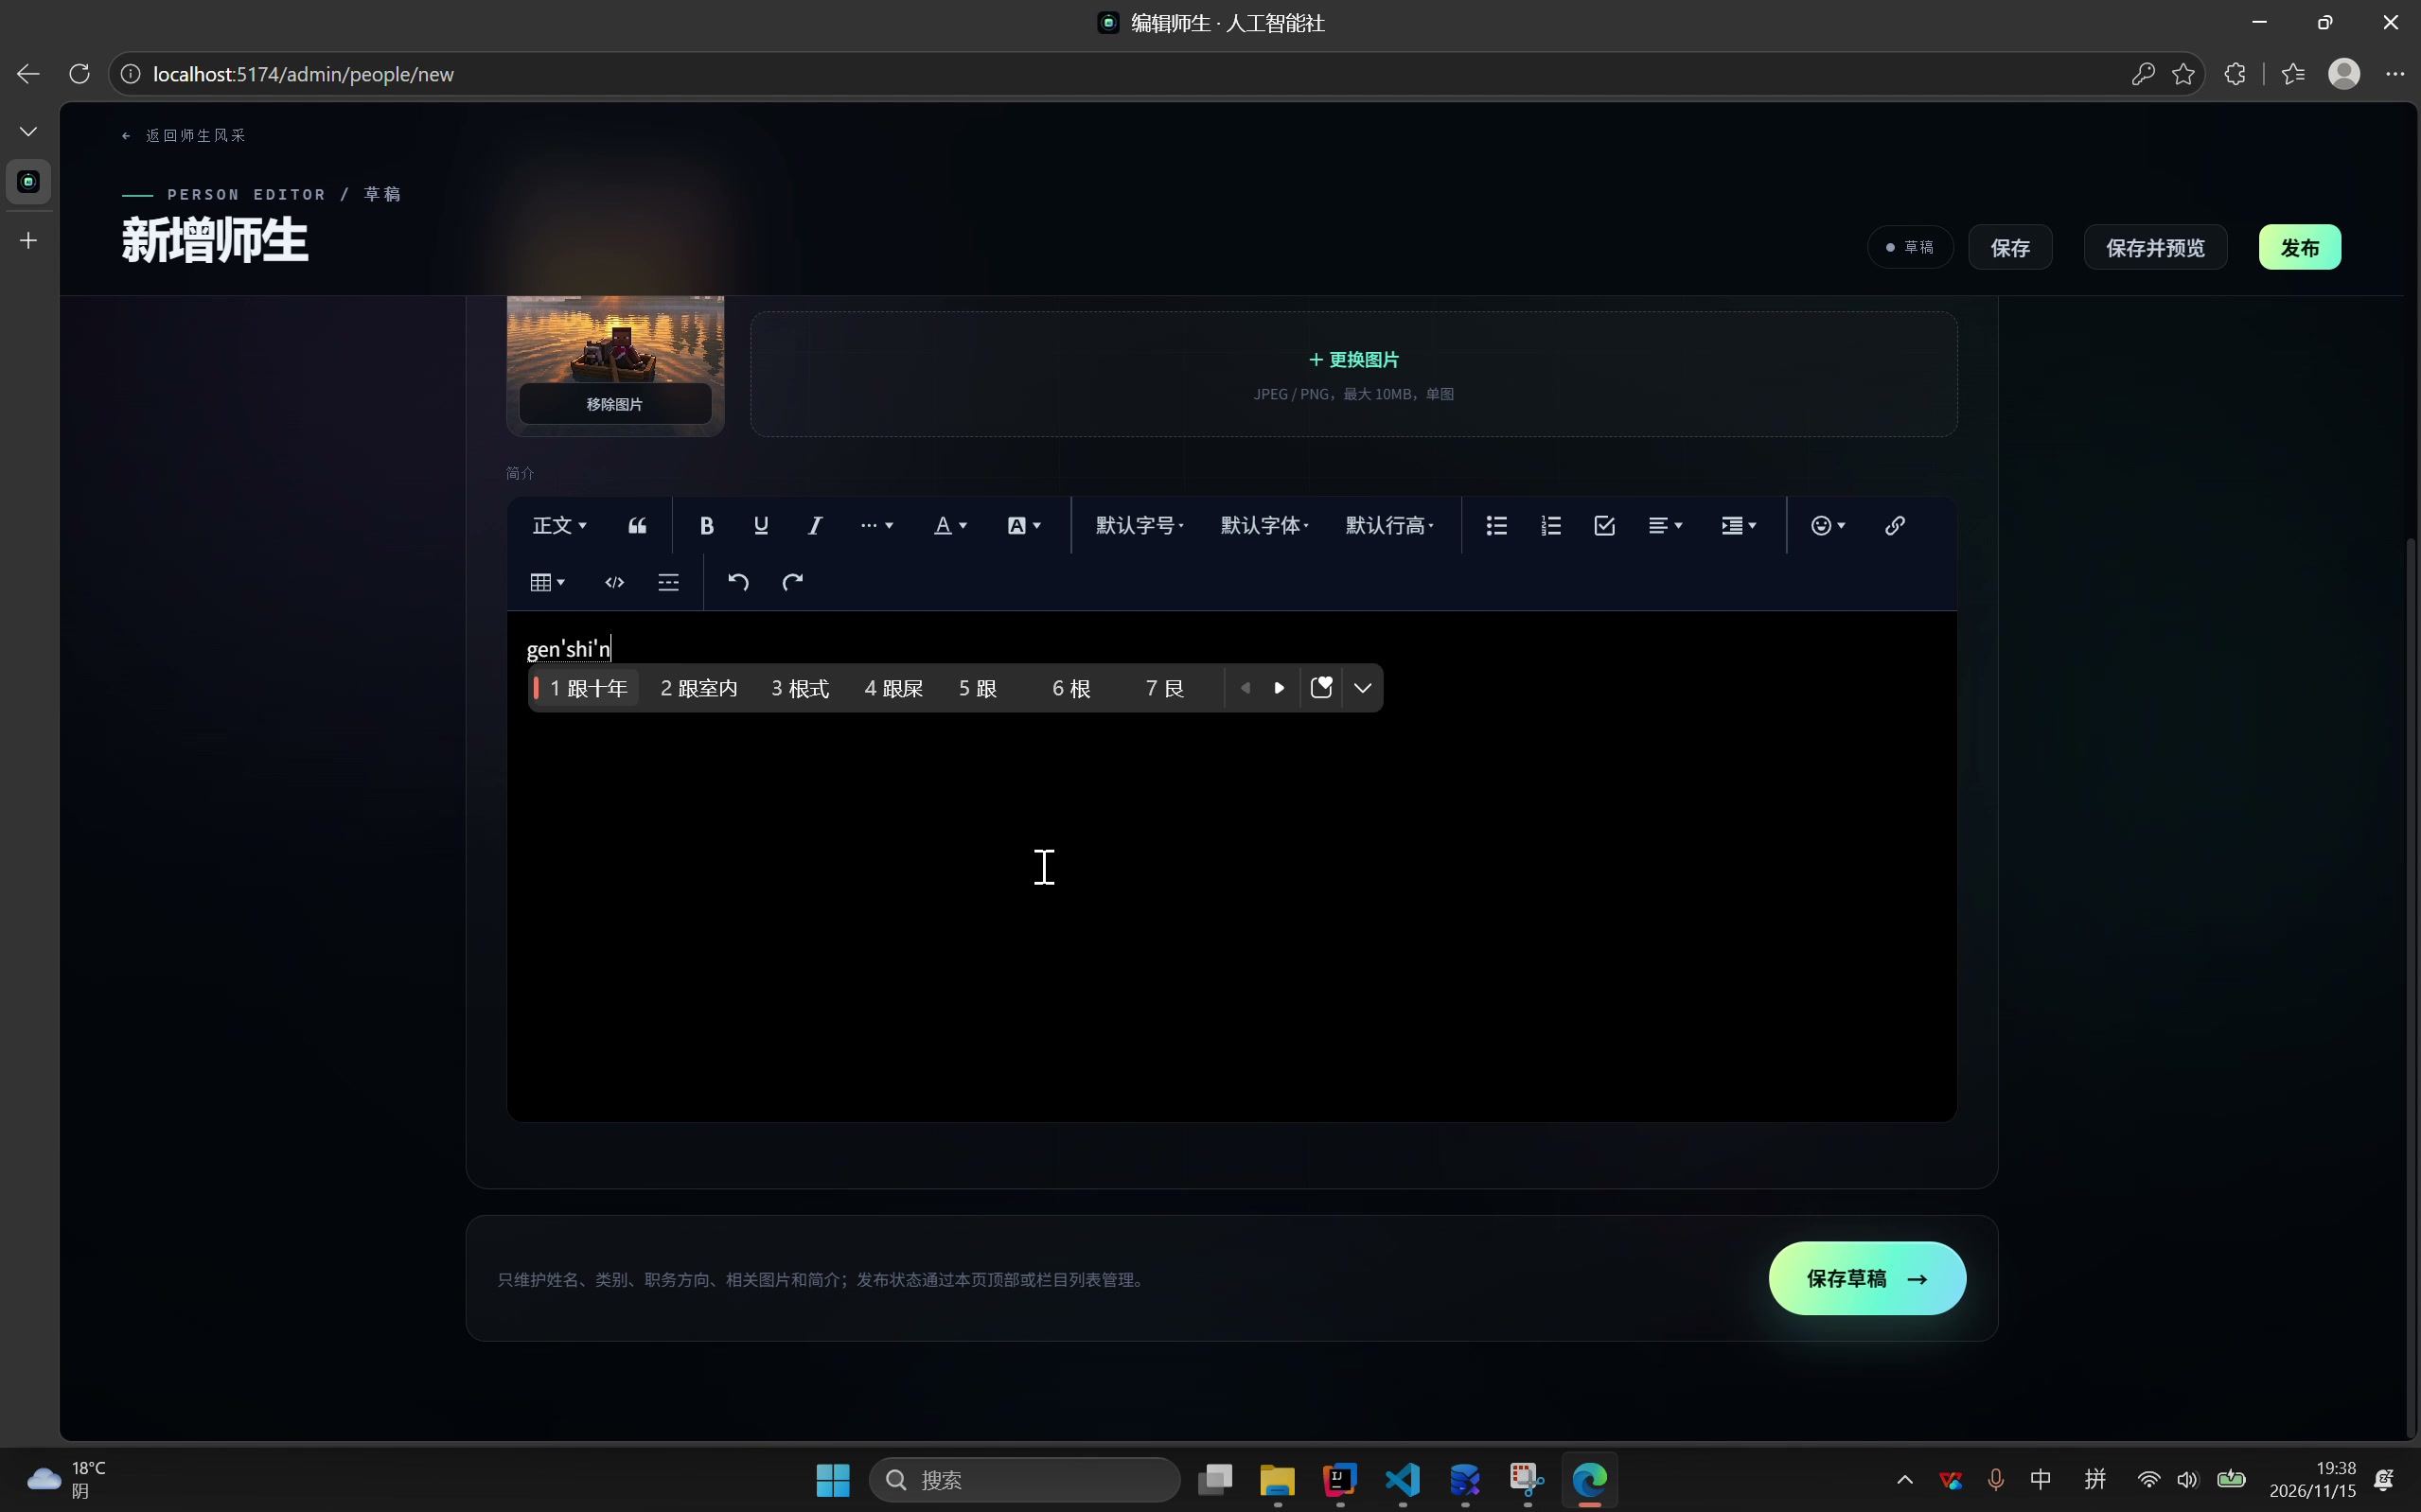 编辑师生 · 人工智能社
localhost:5174/admin/people/new
← 返回师生风采
PERSON EDITOR / 草稿
新增师生
草稿
保存
保存并预览
发布
移除图片
+ 更换图片
JPEG / PNG，最大 10MB，单图
简介
正文
B U I A A 默认字号 默认字体 默认行高
gen'shi'n
1 跟十年 2 跟室内 3 根式 4 跟屎 5 跟 6 根 7 艮
只维护姓名、类别、职务方向、相关图片和简介；发布状态通过本页顶部或栏目列表管理。
保存草稿 →
18°C
阴
搜索
中 拼
19:38
2026/11/15